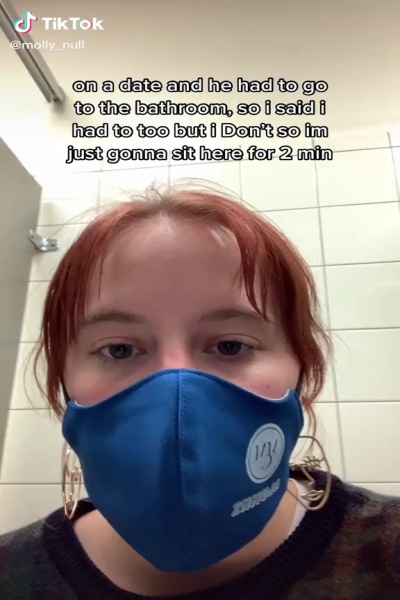 TikTok
@molly_null
on a date and he had to go
to the bathroom, so i said i
had to too but i Don't so im
just gonna sit here for 2 min